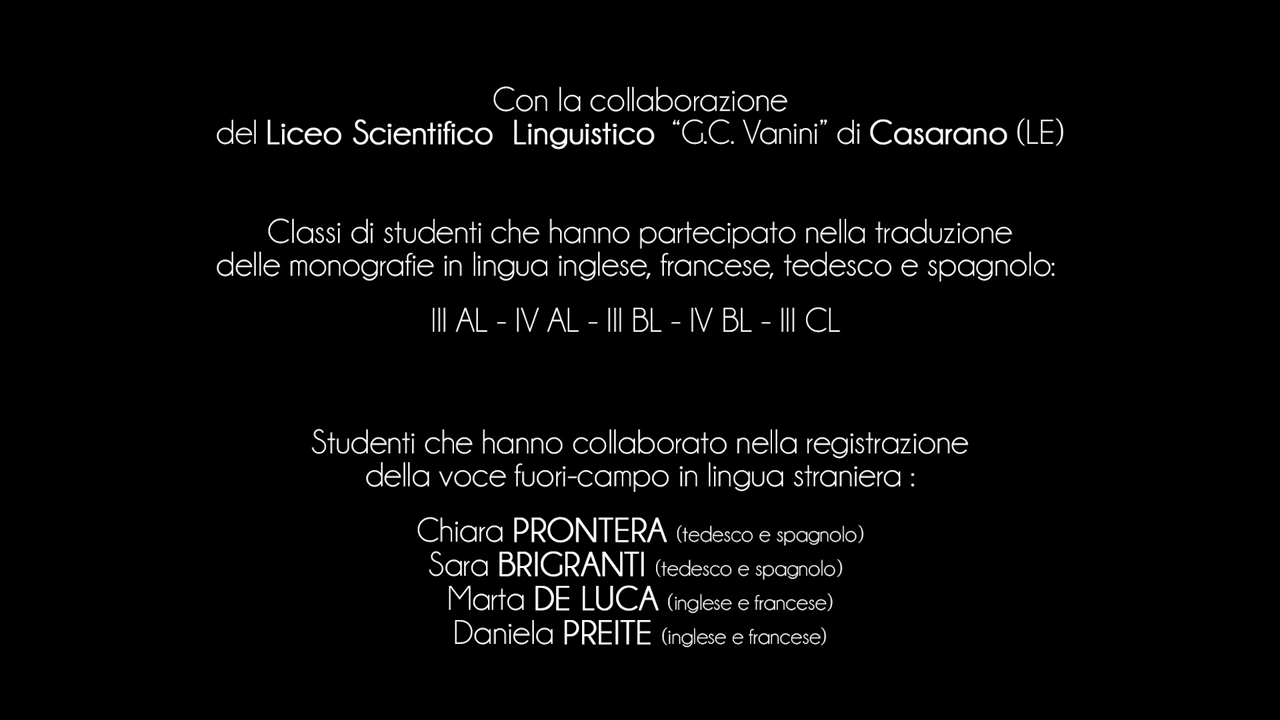 Con la collaborazione
del Liceo Scientifico Linguistico “G.C. Vanini” di Casarano (LE)
Classi di studenti che hanno partecipato nella traduzione
delle monografie in lingua inglese, francese, tedesco e spagnolo:
III AL - IV AL - III BL - IV BL - III CL
Studenti che hanno collaborato nella registrazione
della voce fuori-campo in lingua straniera :
Chiara PRONTERA (tedesco e spagnolo)
Sara BRIGRANTI (tedesco e spagnolo)
Marta DE LUCA (inglese e francese)
Daniela PREITE (inglese e francese)